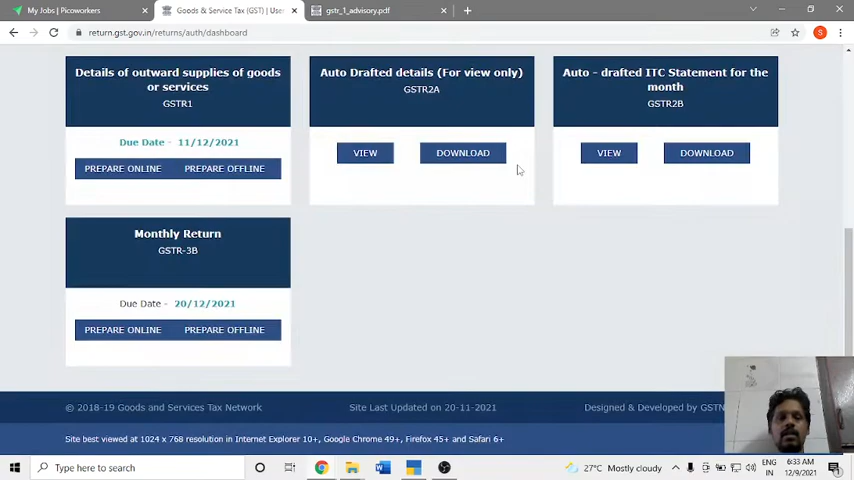 My Jobs | Picoworkers
Goods & Service Tax (GST) | User
gstr_1_advisory.pdf
return.gst.gov.in/returns/auth/dashboard
S
Details of outward supplies of goods
or services
GSTR1
Due Date - 11/12/2021
PREPARE ONLINE
PREPARE OFFLINE
Auto Drafted details (For view only)
GSTR2A
VIEW
DOWNLOAD
Auto - drafted ITC Statement for the
month
GSTR2B
VIEW
DOWNLOAD
Monthly Return
GSTR-3B
Due Date - 20/12/2021
PREPARE ONLINE
PREPARE OFFLINE
© 2018-19 Goods and Services Tax Network
Site Last Updated on 20-11-2021
Designed & Developed by GSTN
Site best viewed at 1024 x 768 resolution in Internet Explorer 10+, Google Chrome 49+, Firefox 45+ and Safari 6+
Type here to search
27°C Mostly cloudy
ENG
IN
6:33 AM
12/9/2021